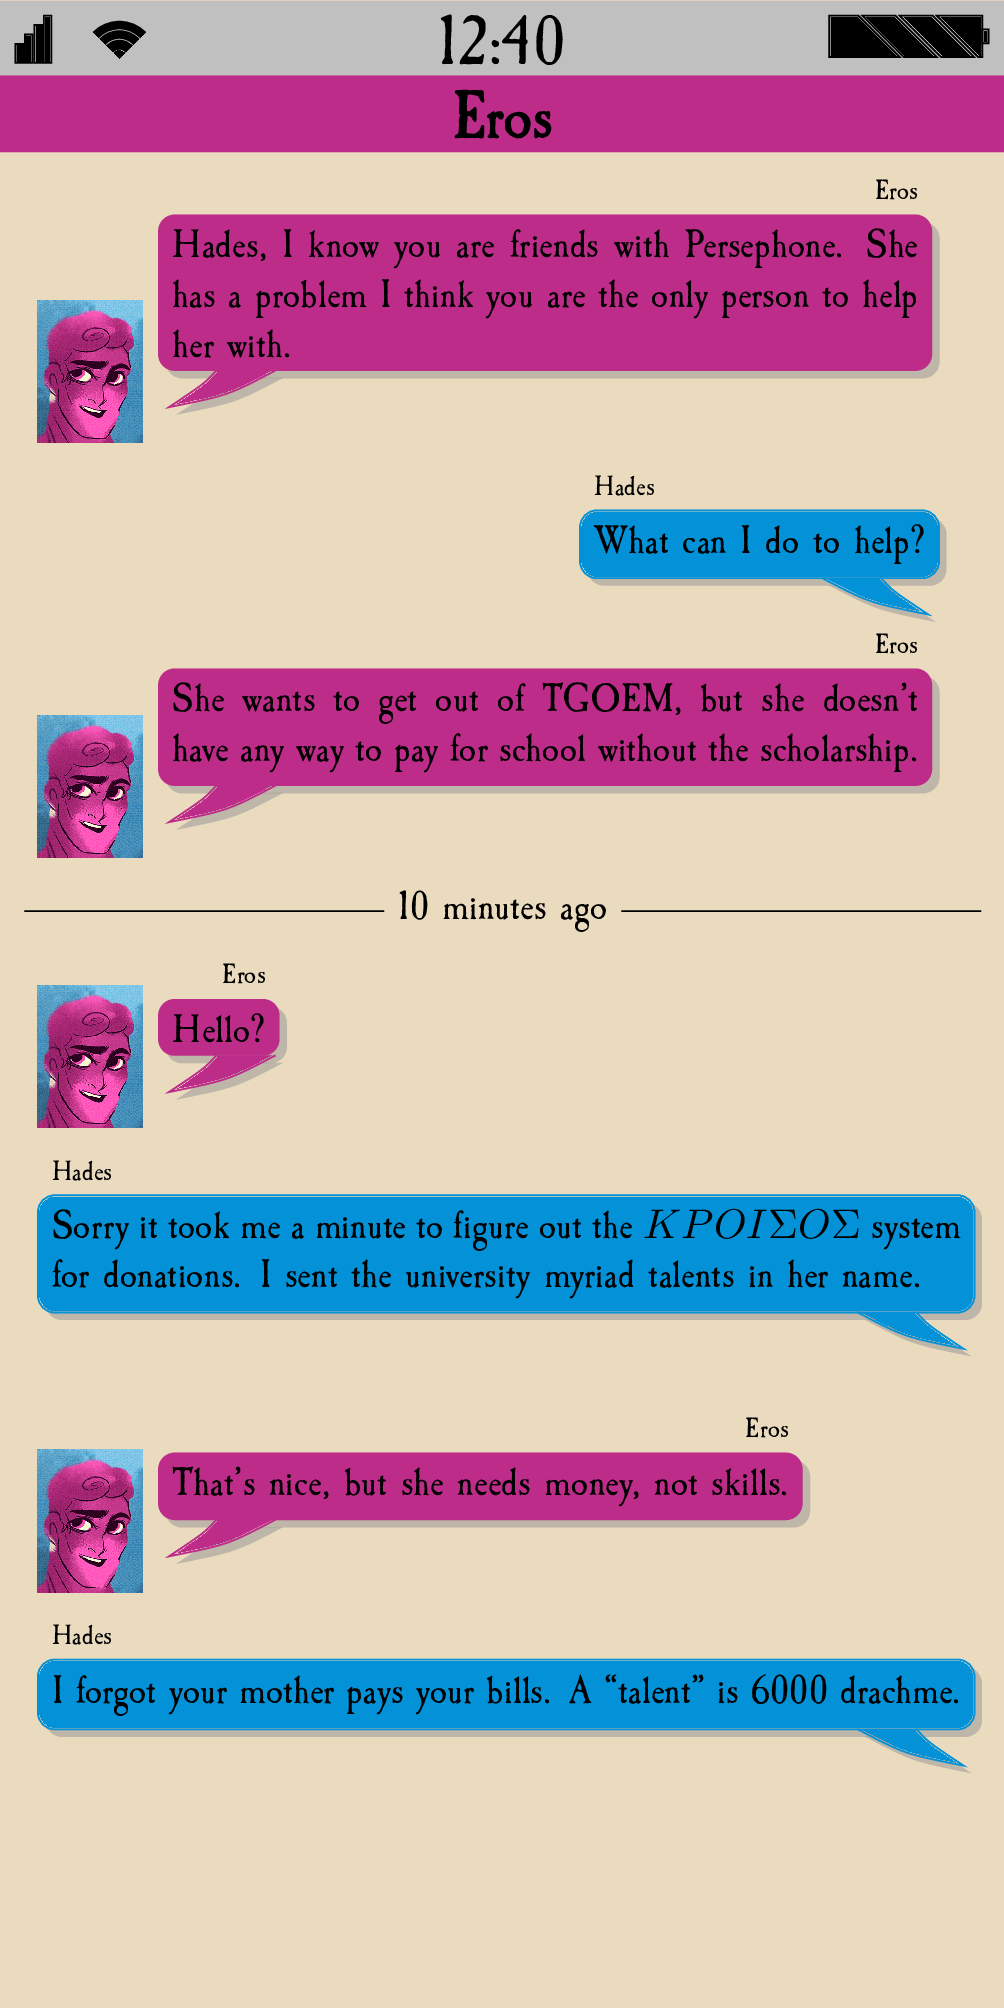 12:40
Eros
Eros
Hades, I know you are friends with Persephone. She
has a problem I think you are the only person to help
her with.
Hades
What can I do to help?
Eros
She wants to get out of TGOEM, but she doesn't
have any way to pay for school without the scholarship.
10 minutes ago
Eros
Hello?
Hades
Sorry it took me a minute to figure out the ΚΡΟΙΣΟΣ system
for donations. I sent the university myriad talents in her name.
Eros
That's nice, but she needs money, not skills.
Hades
I forgot your mother pays your bills. A “talent” is 6000 drachme.